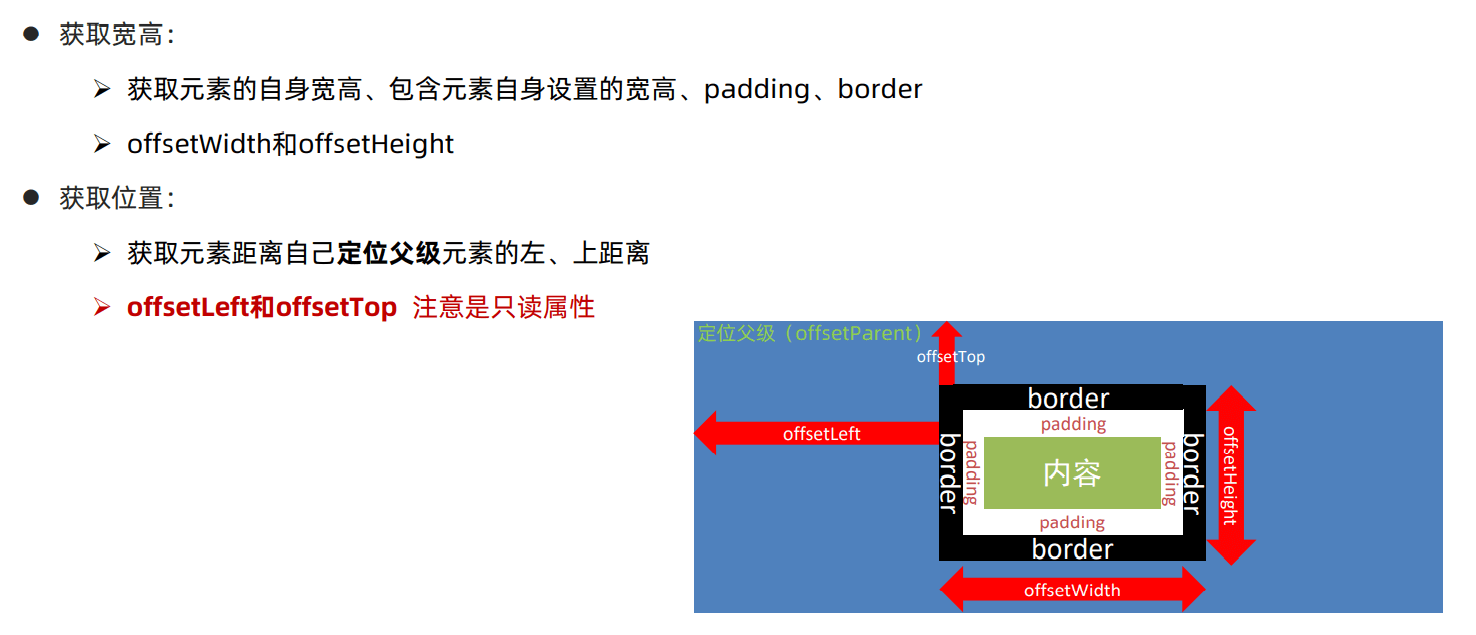 获取宽高：
获取元素的自身宽高、包含元素自身设置的宽高、padding、border
offsetWidth和offsetHeight
获取位置：
获取元素距离自己定位父级元素的左、上距离
offsetLeft和offsetTop 注意是只读属性
定位父级（offsetParent）
offsetTop
border
padding
offsetLeft
border
padding
内容
padding
border
offsetHeight
padding
border
offsetWidth